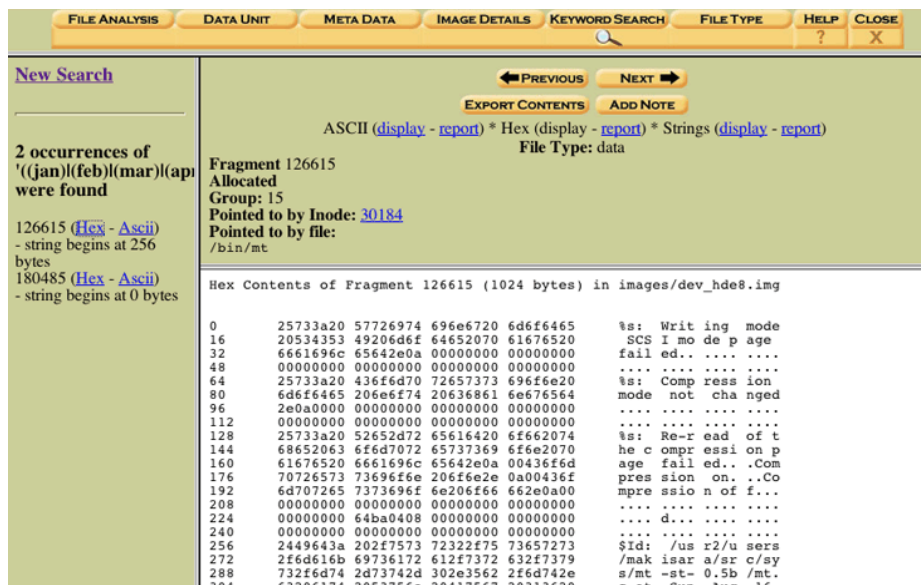 FILE ANALYSIS DATA UNIT META DATA IMAGE DETAILS KEYWORD SEARCH FILE TYPE HELP CLOSE
? X
New Search
PREVIOUS NEXT
EXPORT CONTENTS ADD NOTE
ASCII (display - report) * Hex (display - report) * Strings (display - report)
File Type: data
2 occurrences of
'((jan)|(feb)|(mar)|(apr
were found
126615 (Hex - Ascii)
- string begins at 256
bytes
180485 (Hex - Ascii)
- string begins at 0 bytes
Fragment 126615
Allocated
Group: 15
Pointed to by Inode: 30184
Pointed to by file:
/bin/mt
Hex Contents of Fragment 126615 (1024 bytes) in images/dev_hde8.img
0 25733a20 57726974 696e6720 6d6f6465 %s: Writ ing mode
16 20534353 49206d6f 64652070 61676520 SCS I mo de p age
32 6661696c 65642e0a 00000000 00000000 fail ed.. .... ....
48 00000000 00000000 00000000 00000000 .... .... .... ....
64 25733a20 436f6d70 72657373 696f6e20 %s: Comp ress ion
80 6d6f6465 206e6f74 20636861 6e676564 mode not cha nged
96 2e0a0000 00000000 00000000 00000000 .... .... .... ....
112 00000000 00000000 00000000 00000000 .... .... .... ....
128 25733a20 52652d72 65616420 6f662074 %s: Re-r ead of t
144 68652063 6f6d7072 65737369 6f6e2070 he c ompr essi on p
160 61676520 6661696c 65642e0a 00436f6d age fail ed.. .Com
176 70726573 73696f6e 206f6e2e 0a00436f pres sion on. ..Co
192 6d707265 7373696f 6e206f66 662e0a00 mpre ssio n of f...
208 00000000 00000000 00000000 00000000 .... .... .... ....
224 00000000 64ba0408 00000000 00000000 .... d... .... ....
240 00000000 00000000 00000000 00000000 .... .... .... ....
256 2449643a 202f7573 72322f75 73657273 $Id: /us r2/u sers
272 2f6d616b 69736172 612f7372 632f7379 /mak isar a/sr c/sy
288 732f6d74 2d73742d 302e3562 2f6d742e s/mt -st- 0.5b /mt.